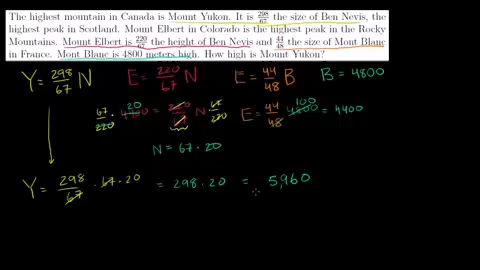 The highest mountain in Canada is Mount Yukon. It is 298/67 the size of Ben Nevis, the
highest peak in Scotland. Mount Elbert in Colorado is the highest peak in the Rocky
Mountains. Mount Elbert is 220/67 the height of Ben Nevis and 44/48 the size of Mont Blanc
in France. Mont Blanc is 4800 meters high. How high is Mount Yukon?
Y = 298/67 N E = 220/67 N E = 44/48 B B = 4800
67/220 · 20 4400 = 220/67 N · 67/220 E = 44/48 · 4800 100 = 4400
N = 67 · 20
Y = 298/67 · 67 · 20 = 298 · 20 = 5,960